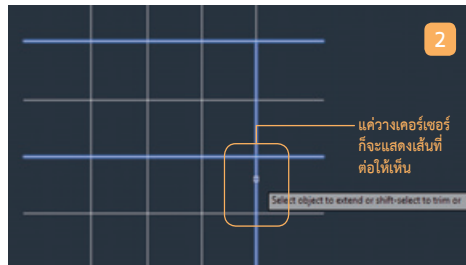 2
แค่วางเคอร์เซอร์
ก็จะแสดงเส้นที่
ต่อให้เห็น
Select object to extend or shift-select to trim or